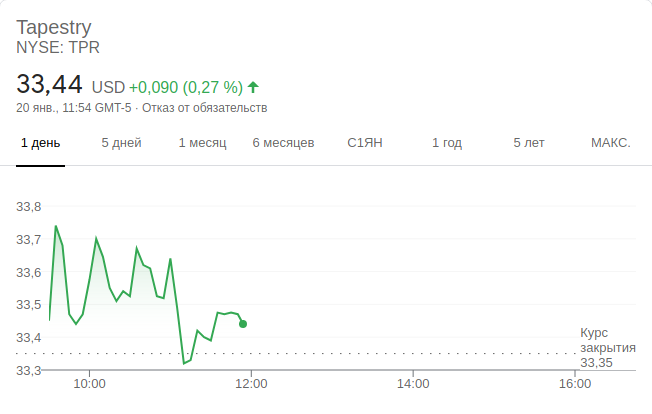 Tapestry
NYSE: TPR
33,44 USD +0,090 (0,27 %)
20 янв., 11:54 GMT-5 · Отказ от обязательств
1 день 5 дней 1 месяц 6 месяцев С1ЯН 1 год 5 лет МАКС.
33,8
33,7
33,6
33,5
33,4
33,3
Курс
закрытия
33,35
10:00 12:00 14:00 16:00